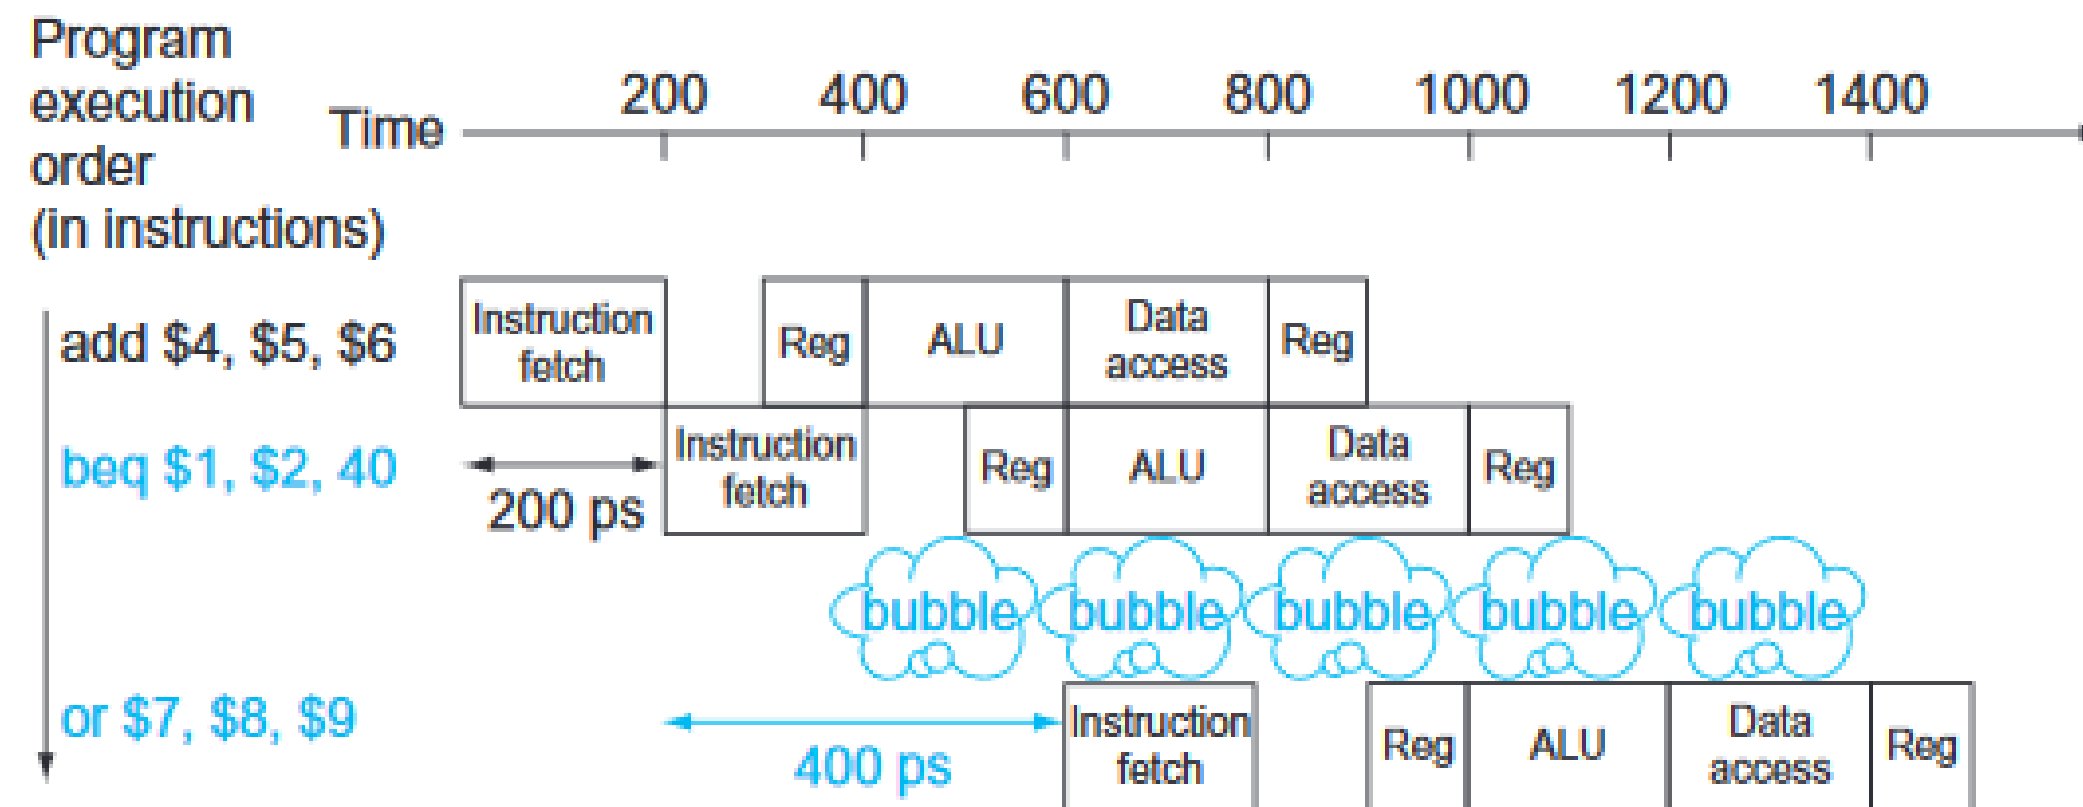 Program
execution
order
(in instructions)
Time
200 400 600 800 1000 1200 1400
add $4, $5, $6
Instruction
fetch
Reg
ALU
Data
access
Reg
beq $1, $2, 40
200 ps
Instruction
fetch
Reg
ALU
Data
access
Reg
bubble bubble bubble bubble bubble
or $7, $8, $9
400 ps
Instruction
fetch
Reg
ALU
Data
access
Reg